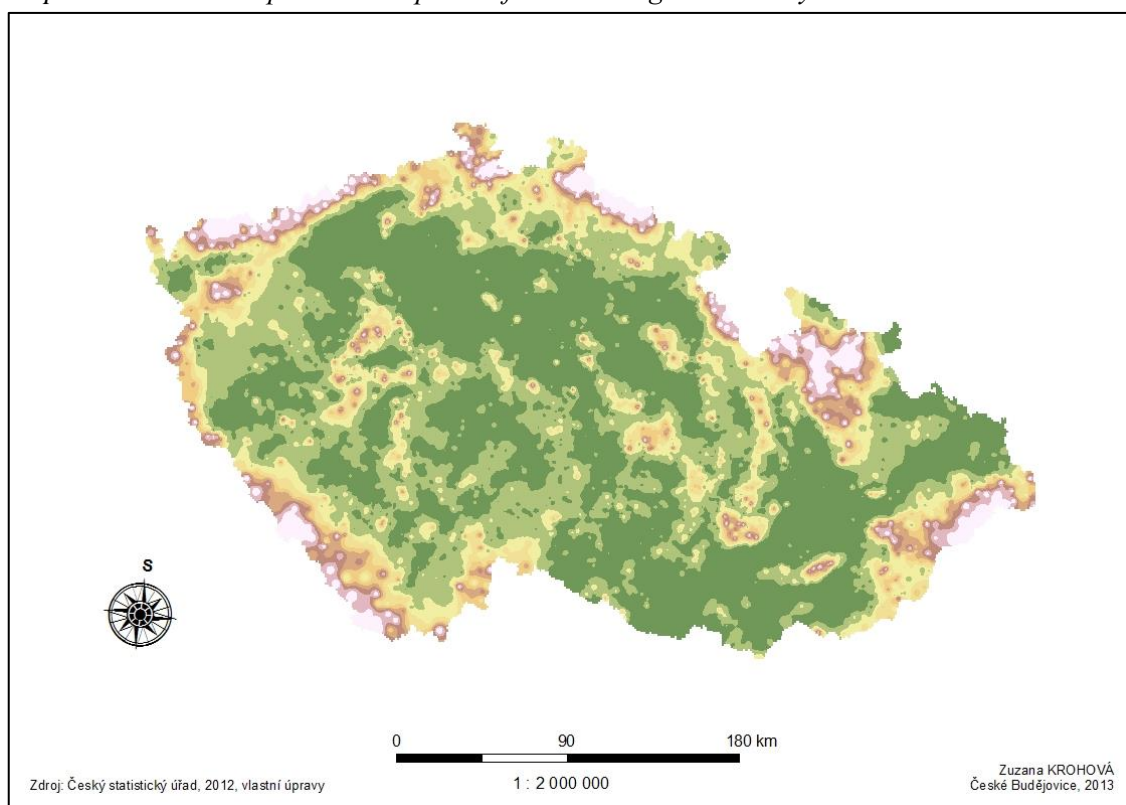 S
0 90 180 km
1 : 2 000 000
Zdroj: Český statistický úřad, 2012, vlastní úpravy
Zuzana KROHOVÁ
České Budějovice, 2013